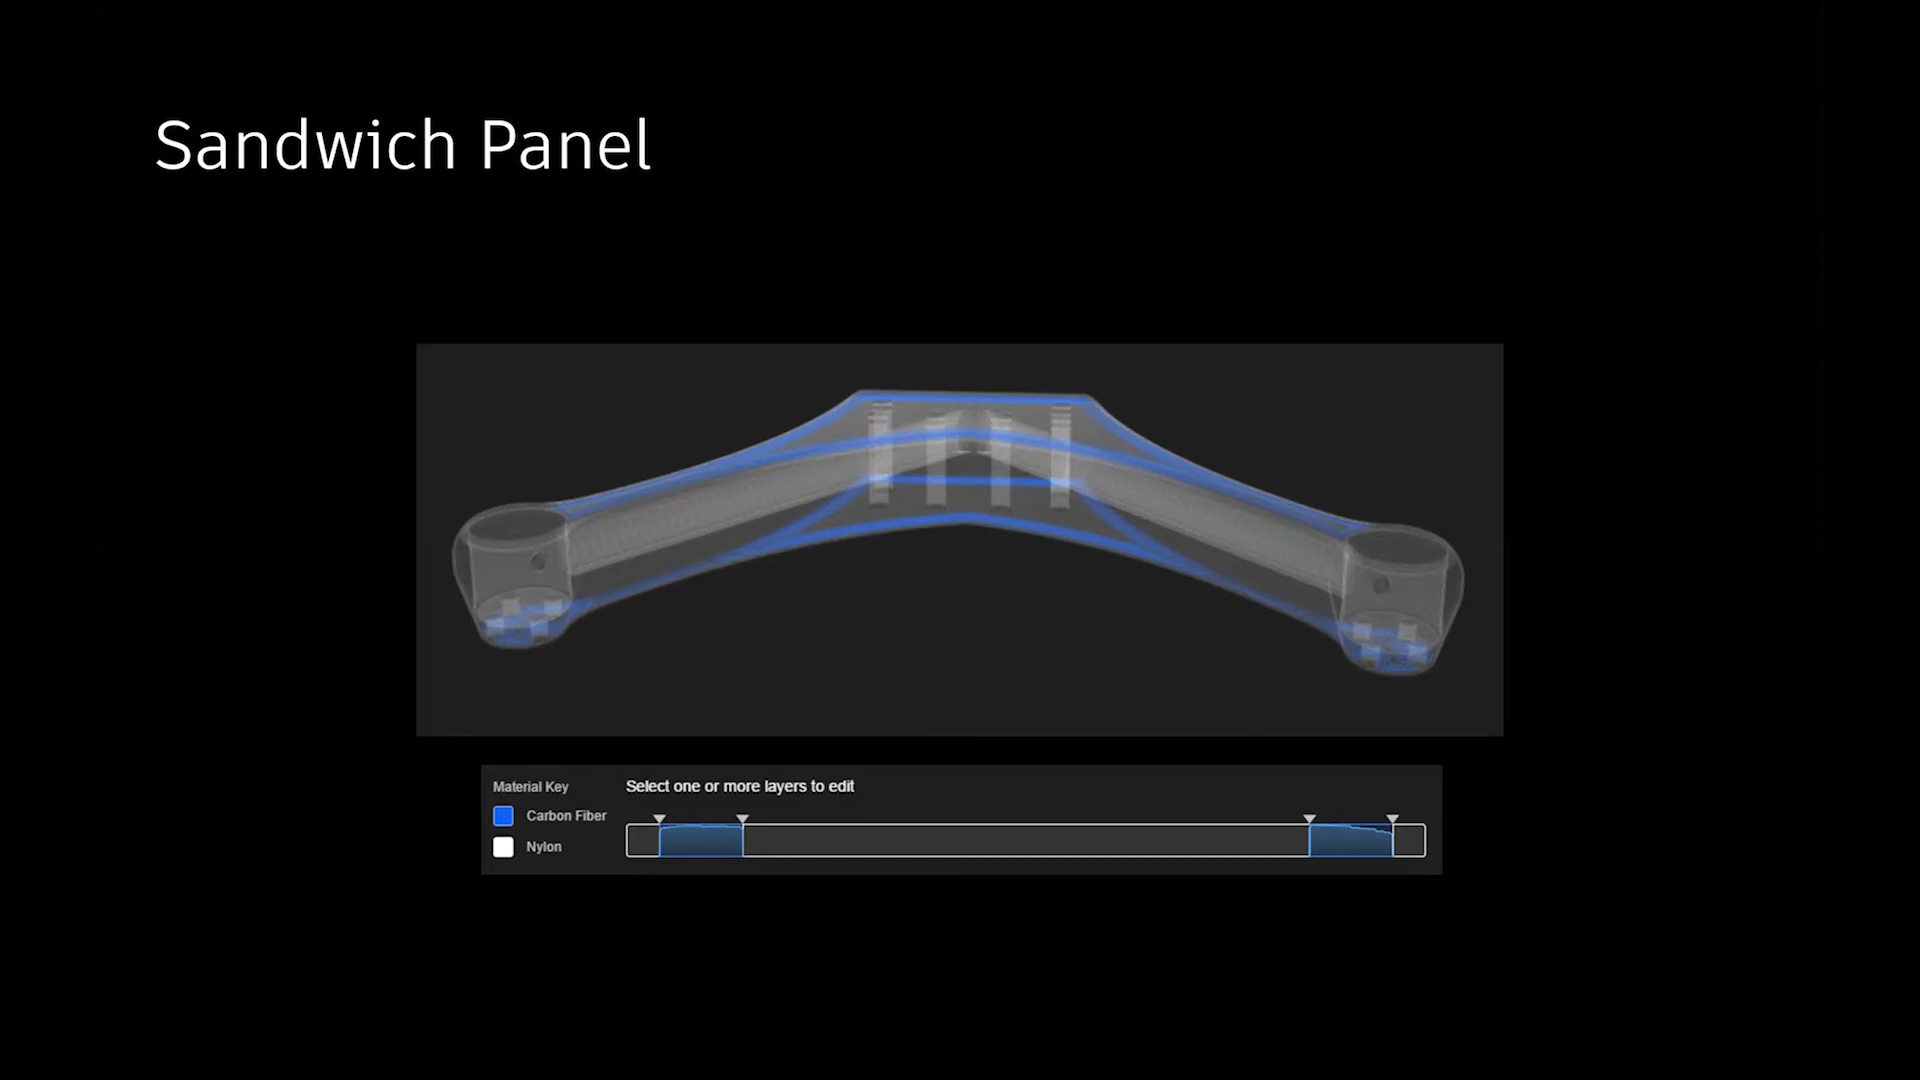 Sandwich Panel
Material Key
Select one or more layers to edit
Carbon Fiber
Nylon